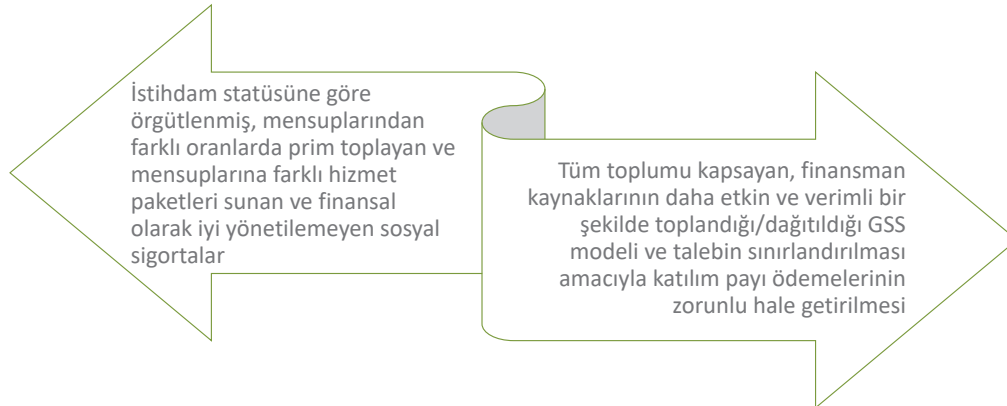 İstihdam statüsüne göre
örgütlenmiş, mensuplarından
farklı oranlarda prim toplayan ve
mensuplarına farklı hizmet
paketleri sunan ve finansal
olarak iyi yönetilemeyen sosyal
sigortalar
Tüm toplumu kapsayan, finansman
kaynaklarının daha etkin ve verimli bir
şekilde toplandığı/dağıtıldığı GSS
modeli ve talebin sınırlandırılması
amacıyla katılım payı ödemelerinin
zorunlu hale getirilmesi